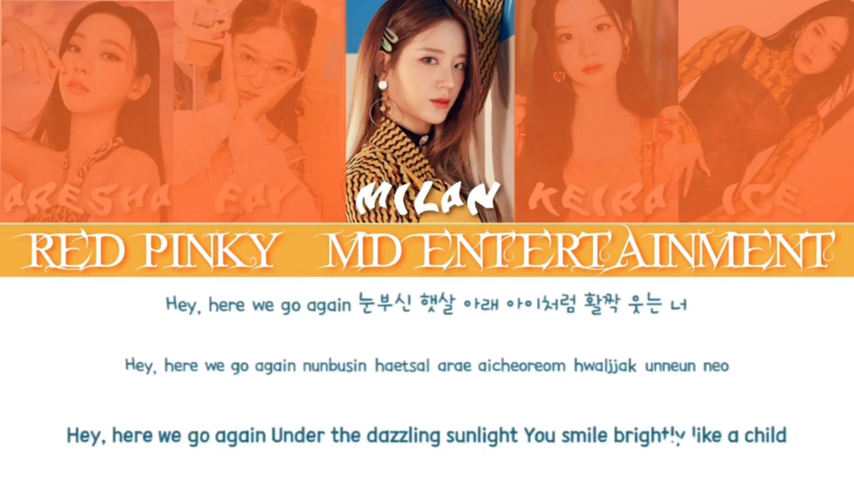 ARESHA FAY MILAN KEIRA ICE
RED PINKY MD ENTERTAINMENT
Hey, here we go again 눈부신 햇살 아래 아이처럼 활짝 웃는 너
Hey, here we go again nunbusin haetsal arae aicheoreom hwaljjak unneun neo
Hey, here we go again Under the dazzling sunlight You smile brightly like a child